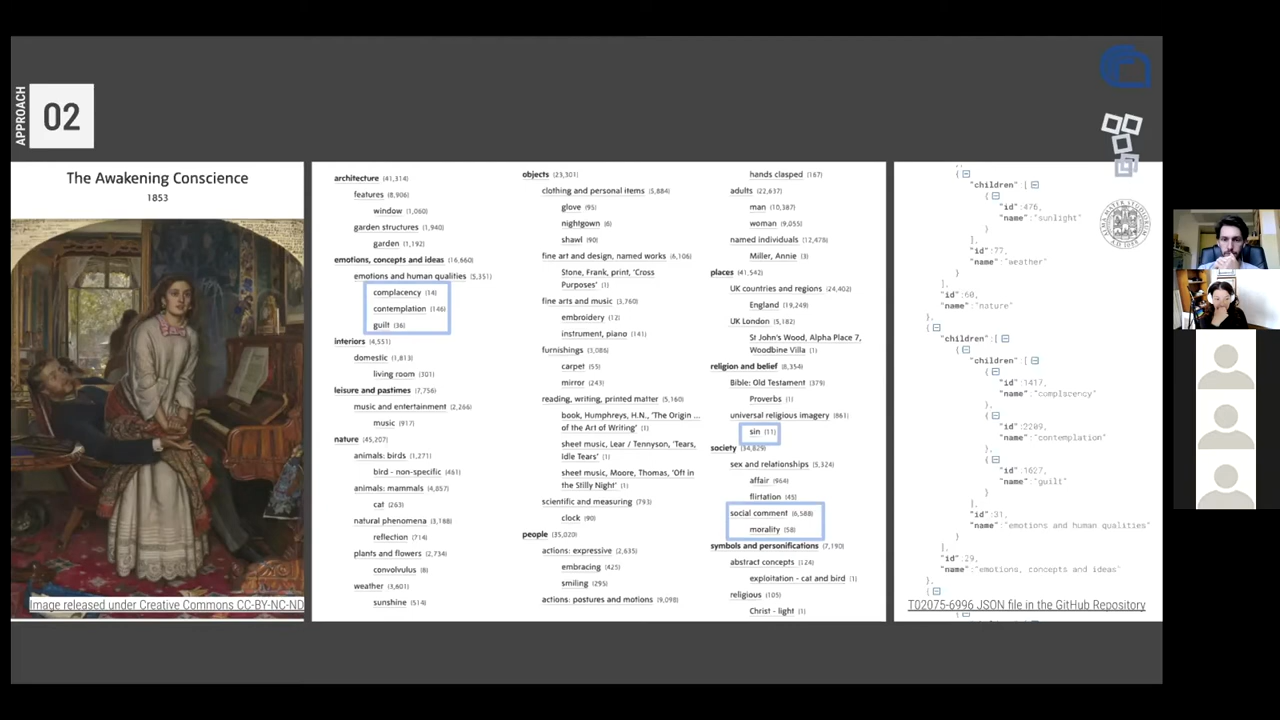 APPROACH
02
The Awakening Conscience
1853
Image released under Creative Commons CC-BY-NC-ND
architecture (41,314)
features (8,906)
window (1,060)
garden structures (1,940)
garden (1,192)
emotions, concepts and ideas (16,660)
emotions and human qualities (5,351)
complacency (14)
contemplation (146)
guilt (36)
interiors (4,551)
domestic (1,813)
living room (301)
leisure and pastimes (7,756)
music and entertainment (2,266)
music (917)
nature (45,207)
animals: birds (1,271)
bird - non-specific (461)
animals: mammals (4,857)
cat (263)
natural phenomena (3,188)
reflection (714)
plants and flowers (2,734)
convolvulus (8)
weather (3,601)
sunshine (514)
objects (23,301)
clothing and personal items (5,884)
glove (95)
nightgown (6)
shawl (90)
fine art and design, named works (6,106)
Stone, Frank, print, 'Cross
Purposes' (1)
fine arts and music (3,760)
embroidery (12)
instrument, piano (141)
furnishings (3,086)
carpet (55)
mirror (243)
reading, writing, printed matter (5,160)
book, Humphreys, H.N., 'The Origin ...
of the Art of Writing' (1)
sheet music, Lear / Tennyson, 'Tears,
Idle Tears' (1)
sheet music, Moore, Thomas, 'Oft in
the Stilly Night' (1)
scientific and measuring (793)
clock (90)
people (35,020)
actions: expressive (2,635)
embracing (425)
smiling (295)
actions: postures and motions (9,098)
hands clasped (167)
adults (22,637)
man (10,387)
woman (9,055)
named individuals (12,478)
Miller, Annie (3)
places (41,542)
UK countries and regions (24,402)
England (19,249)
UK London (5,182)
St John's Wood, Alpha Place 7,
Woodbine Villa (1)
religion and belief (8,354)
Bible: Old Testament (379)
Proverbs (1)
universal religious imagery (861)
sin (11)
society (34,829)
sex and relationships (5,324)
affair (964)
flirtation (45)
social comment (6,588)
morality (58)
symbols and personifications (7,190)
abstract concepts (124)
exploitation - cat and bird (1)
religious (105)
Christ - light (1)
{
"children" [
{
"id":476,
"name":"sunlight"
}
],
"id":77,
"name":"weather"
}
],
"id":60,
"name":"nature"
},
{
"children":[
{
"children" [
{
"id":1417,
"name":"complacency"
},
{
"id":2209,
"name":"contemplation"
},
{
"id":1627,
"name":"guilt"
}
],
"id":31,
"name":"emotions and human qualities"
}
],
"id":29,
"name":"emotions, concepts and ideas"
},
{
T02075-6996 JSON file in the GitHub Repository